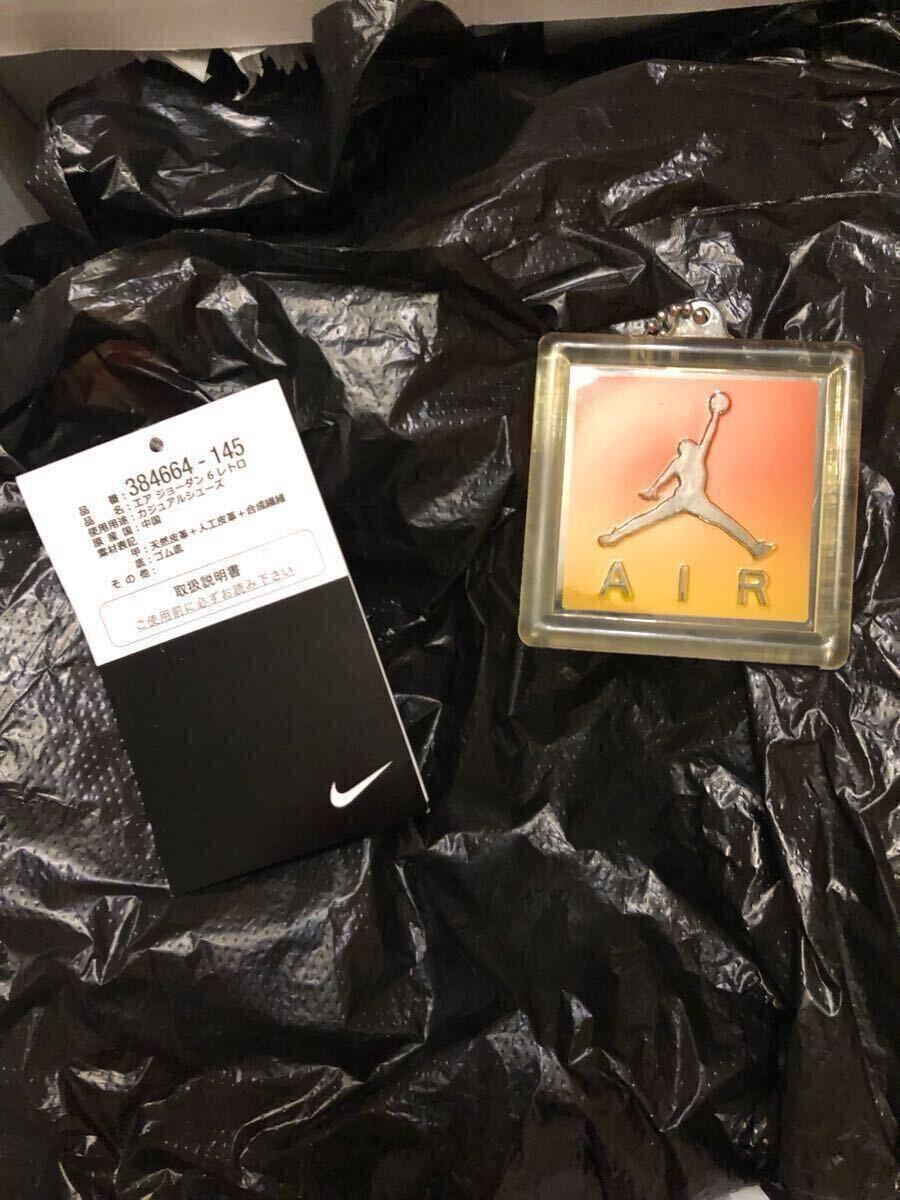 品番：384664-145
品名：エア ジョーダン 6 レトロ
使用用途：カジュアルシューズ
原産国：中国
素材表記 甲：天然皮革＋人工皮革＋合成繊維
底：ゴム底
その他：
取扱説明書
ご使用前に必ずお読み下さい
AIR